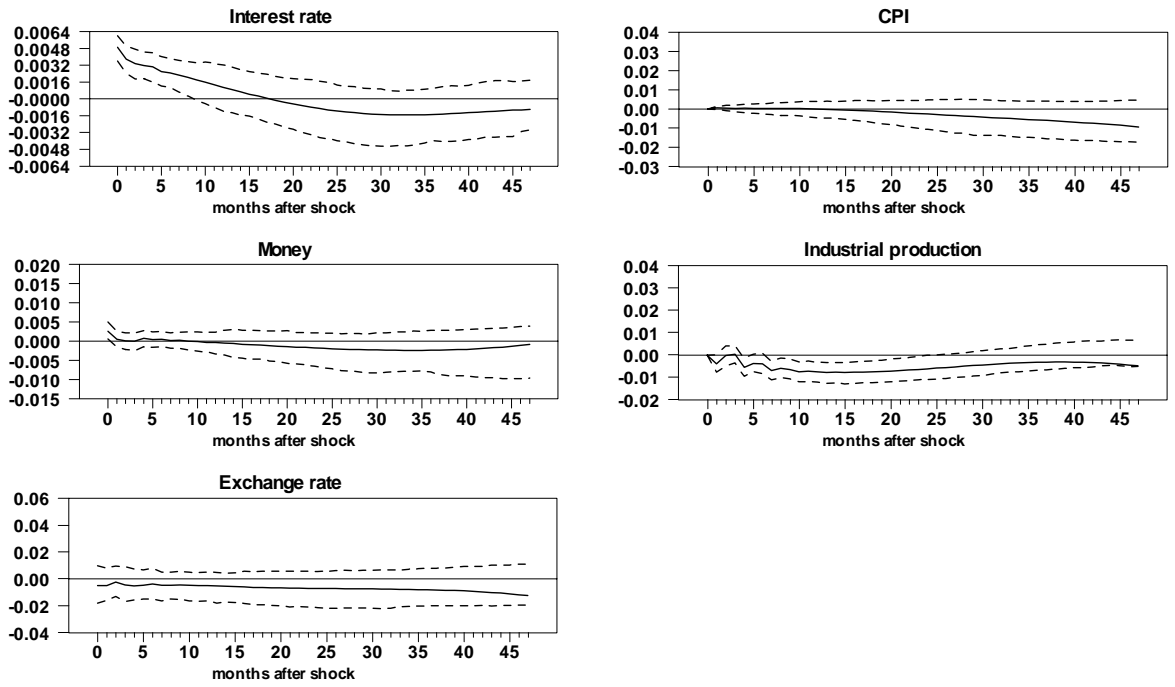 Interest rate
0.0064
0.0048
0.0032
0.0016
-0.0000
-0.0016
-0.0032
-0.0048
-0.0064
0 5 10 15 20 25 30 35 40 45
months after shock
CPI
0.04
0.04
0.03
0.02
0.01
0.00
-0.01
-0.02
-0.03
0 5 10 15 20 25 30 35 40 45
months after shock
Money
0.020
0.015
0.010
0.005
0.000
-0.005
-0.010
-0.015
0 5 10 15 20 25 30 35 40 45
months after shock
Industrial production
0.04
0.03
0.02
0.01
0.00
-0.01
-0.02
0 5 10 15 20 25 30 35 40 45
months after shock
Exchange rate
0.06
0.04
0.02
0.00
-0.02
-0.04
0 5 10 15 20 25 30 35 40 45
months after shock